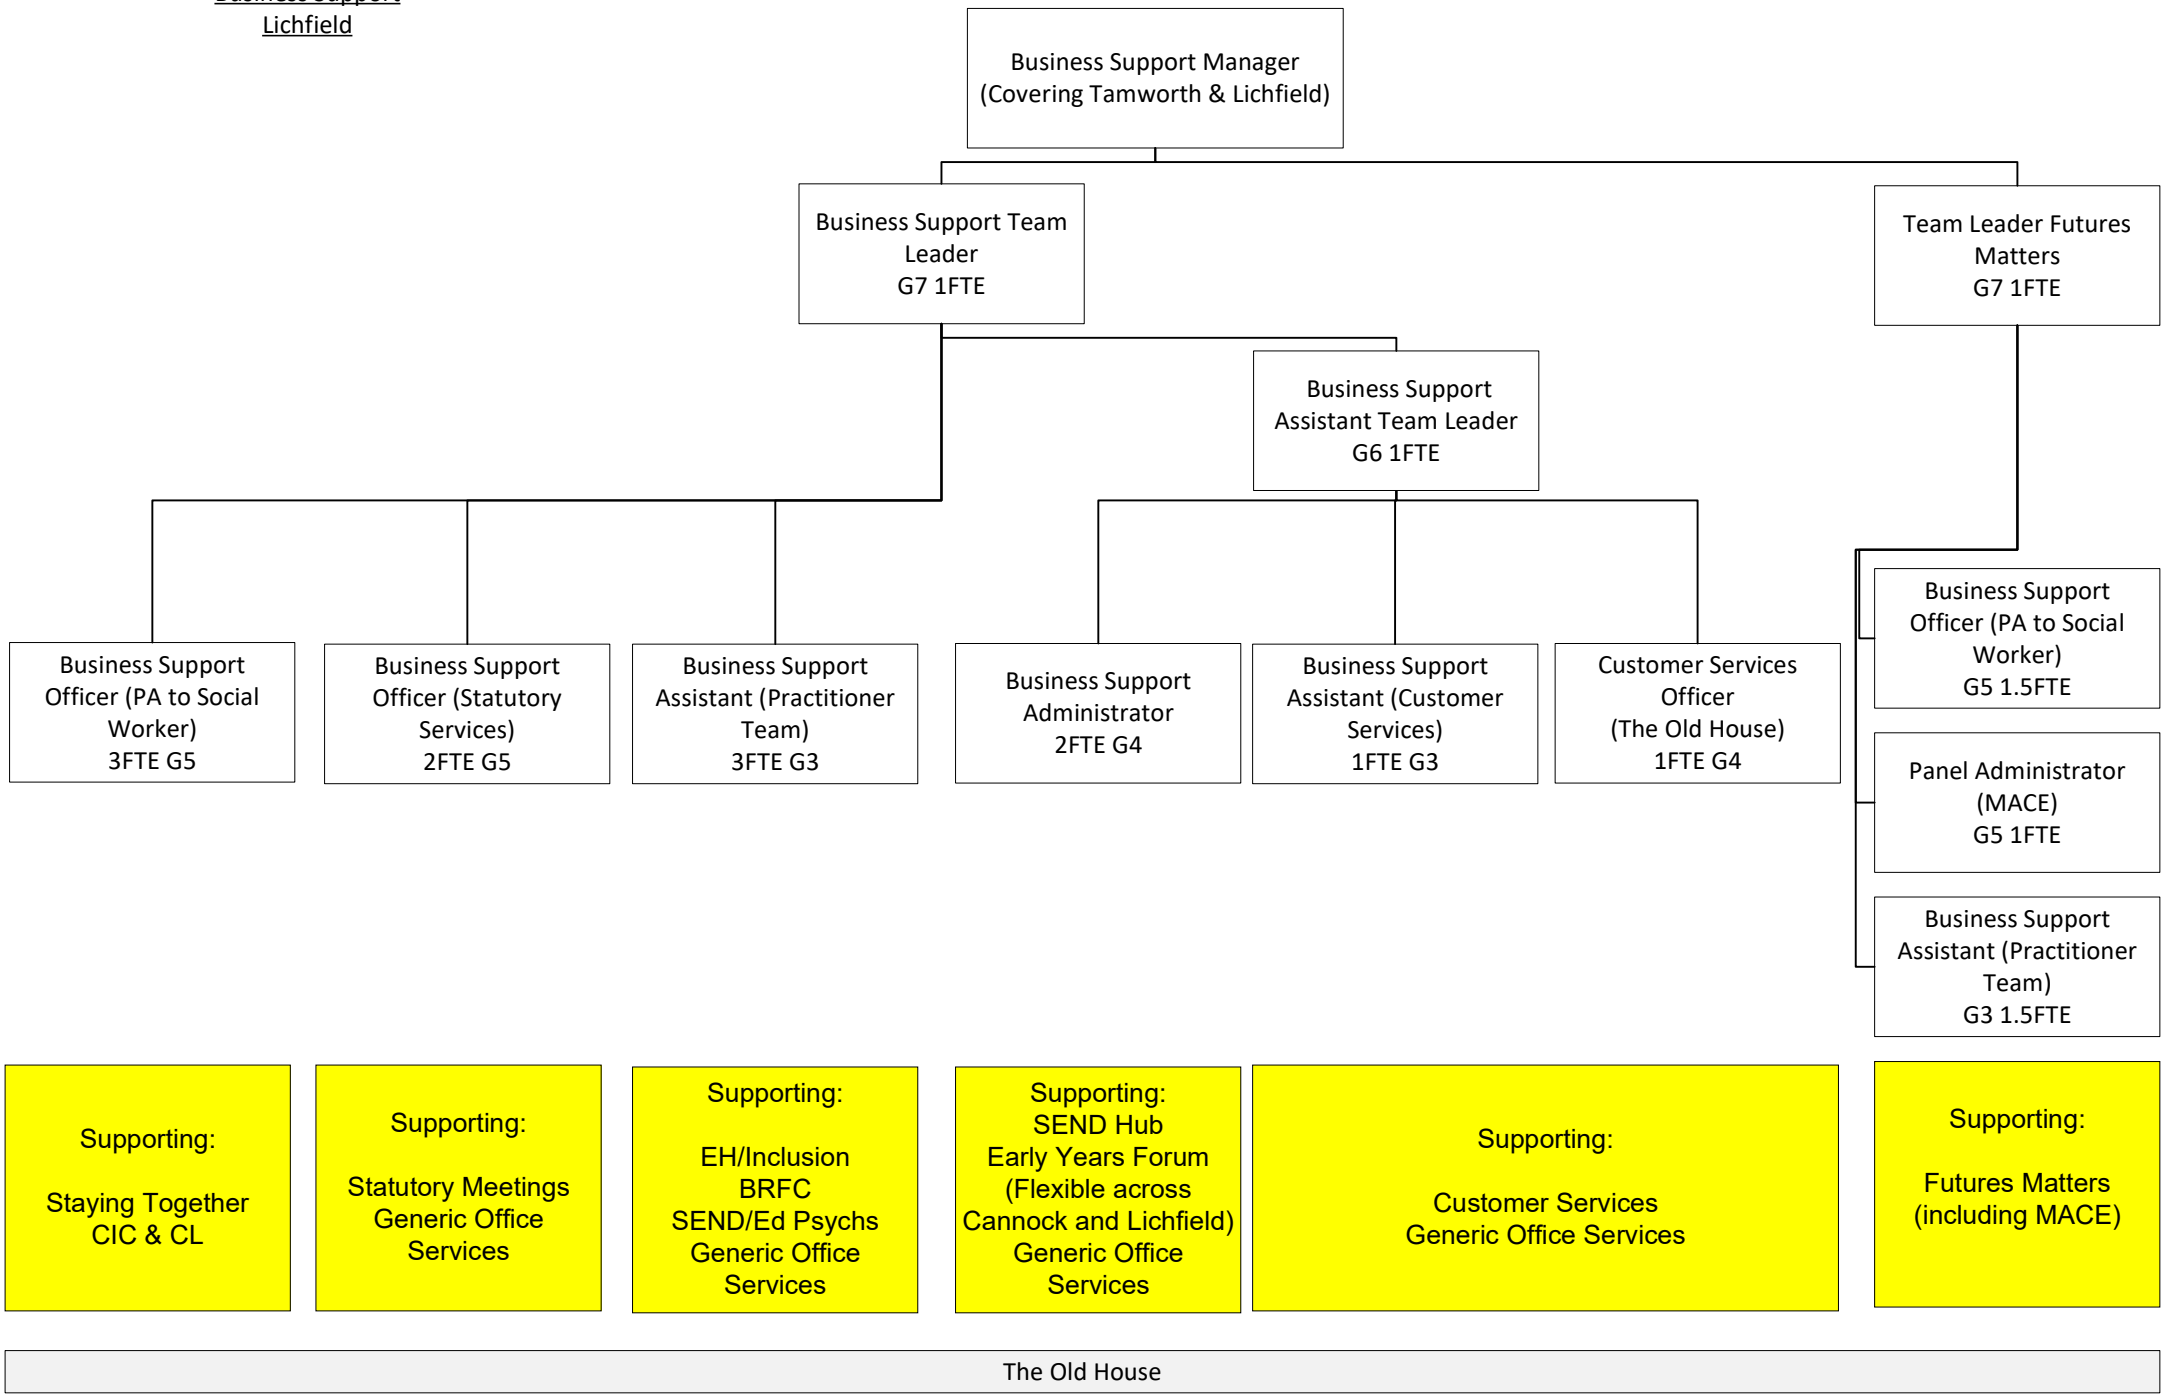 Business Support
Lichfield
Business Support Manager
(Covering Tamworth & Lichfield)
Business Support Team
Leader
G7 1FTE
Team Leader Futures
Matters
G7 1FTE
Business Support
Assistant Team Leader
G6 1FTE
Business Support
Officer (PA to Social
Worker)
3FTE G5
Business Support
Officer (Statutory
Services)
2FTE G5
Business Support
Assistant (Practitioner
Team)
3FTE G3
Business Support
Administrator
2FTE G4
Business Support
Assistant (Customer
Services)
1FTE G3
Customer Services
Officer
(The Old House)
1FTE G4
Business Support
Officer (PA to Social
Worker)
G5 1.5FTE
Panel Administrator
(MACE)
G5 1FTE
Business Support
Assistant (Practitioner
Team)
G3 1.5FTE
Supporting:
Staying Together
CIC & CL
Supporting:
Statutory Meetings
Generic Office
Services
Supporting:
EH/Inclusion
BRFC
SEND/Ed Psychs
Generic Office
Services
Supporting:
SEND Hub
Early Years Forum
(Flexible across
Cannock and Lichfield)
Generic Office
Services
Supporting:
Customer Services
Generic Office Services
Supporting:
Futures Matters
(including MACE)
The Old House